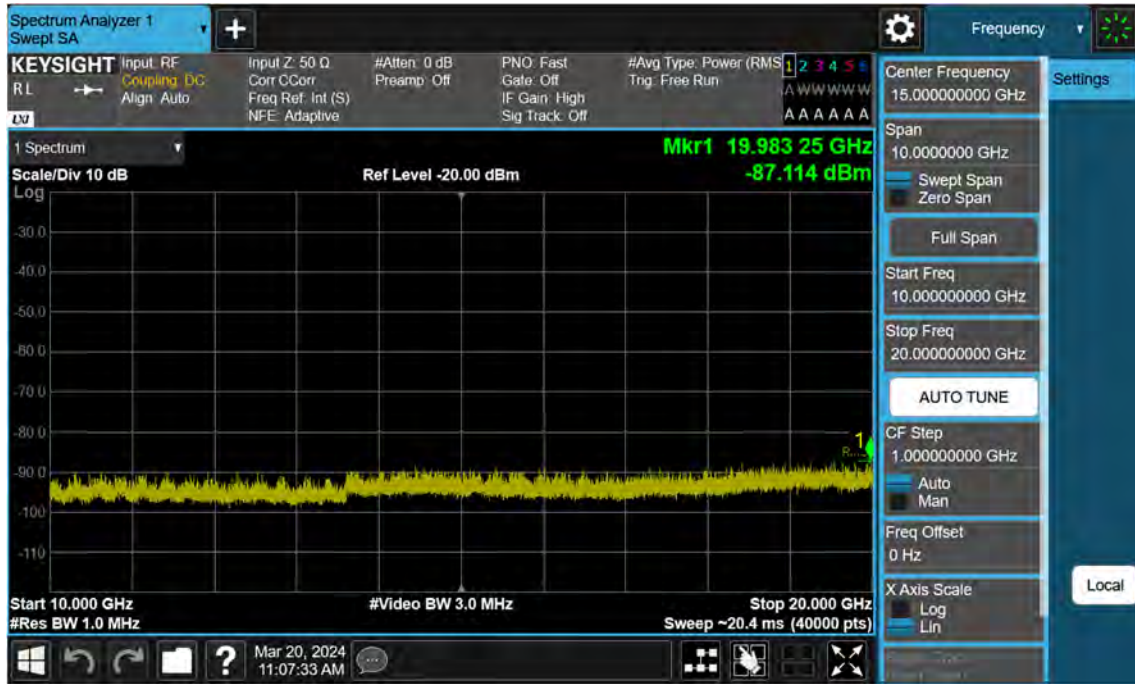 Spectrum Analyzer 1
Swept SA
+
Frequency
KEYSIGHT
RL
LXI
Input: RF
Coupling: DC
Align: Auto
Input Z: 50 Ω
Corr CCorr
Freq Ref: Int (S)
NFE: Adaptive
#Atten: 0 dB
Preamp: Off
PNO: Fast
Gate: Off
IF Gain: High
Sig Track: Off
#Avg Type: Power (RMS
Trig: Free Run
1 2 3 4 5 6
A W W W W W
A A A A A A
Center Frequency
15.000000000 GHz
Settings
1 Spectrum
Mkr1 19.983 25 GHz
Scale/Div 10 dB
Ref Level -20.00 dBm
-87.114 dBm
Log
Span
10.0000000 GHz
Swept Span
Zero Span
Full Span
Start Freq
10.000000000 GHz
Stop Freq
20.000000000 GHz
AUTO TUNE
CF Step
1.000000000 GHz
Auto
Man
Freq Offset
0 Hz
X Axis Scale
Log
Lin
Local
-30.0
-40.0
-50.0
-60.0
-70.0
-80.0
-90.0
-100
-110
1
Start 10.000 GHz
#Video BW 3.0 MHz
Stop 20.000 GHz
#Res BW 1.0 MHz
Sweep ~20.4 ms (40000 pts)
?
Mar 20, 2024
11:07:33 AM